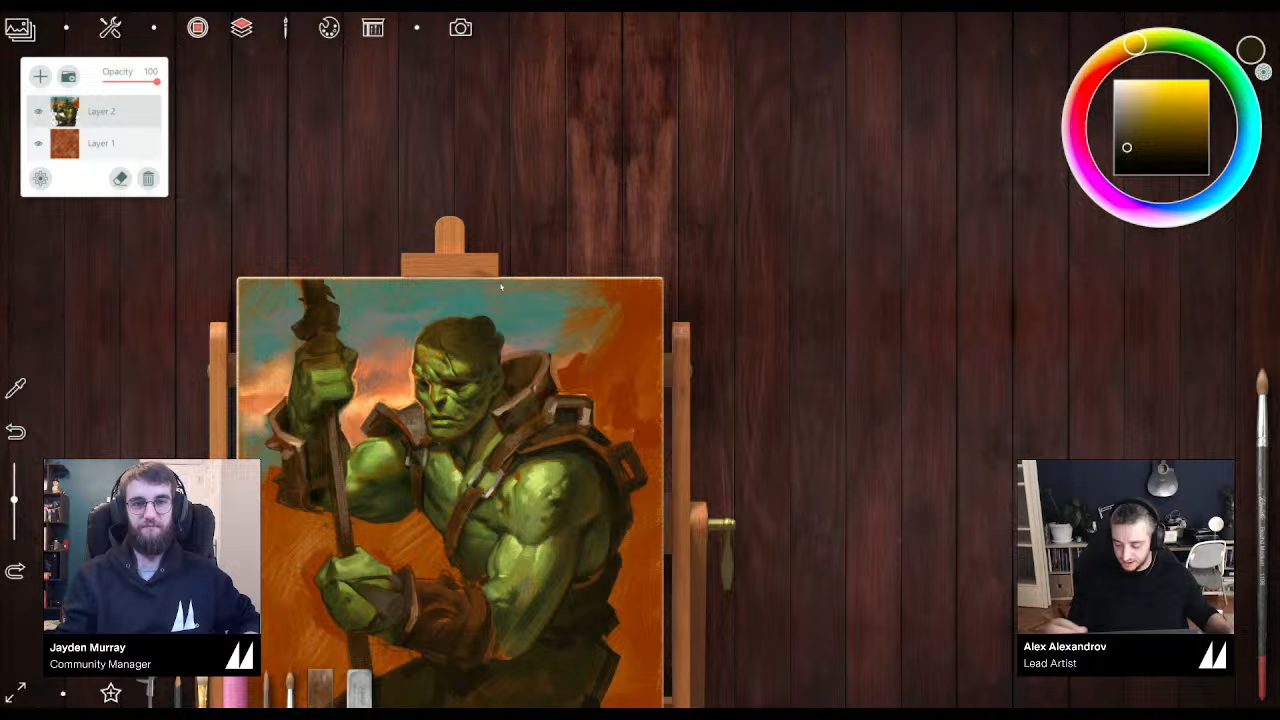 Opacity 100
Layer 2
Layer 1
Jayden Murray
Community Manager
Alex Alexandrov
Lead Artist